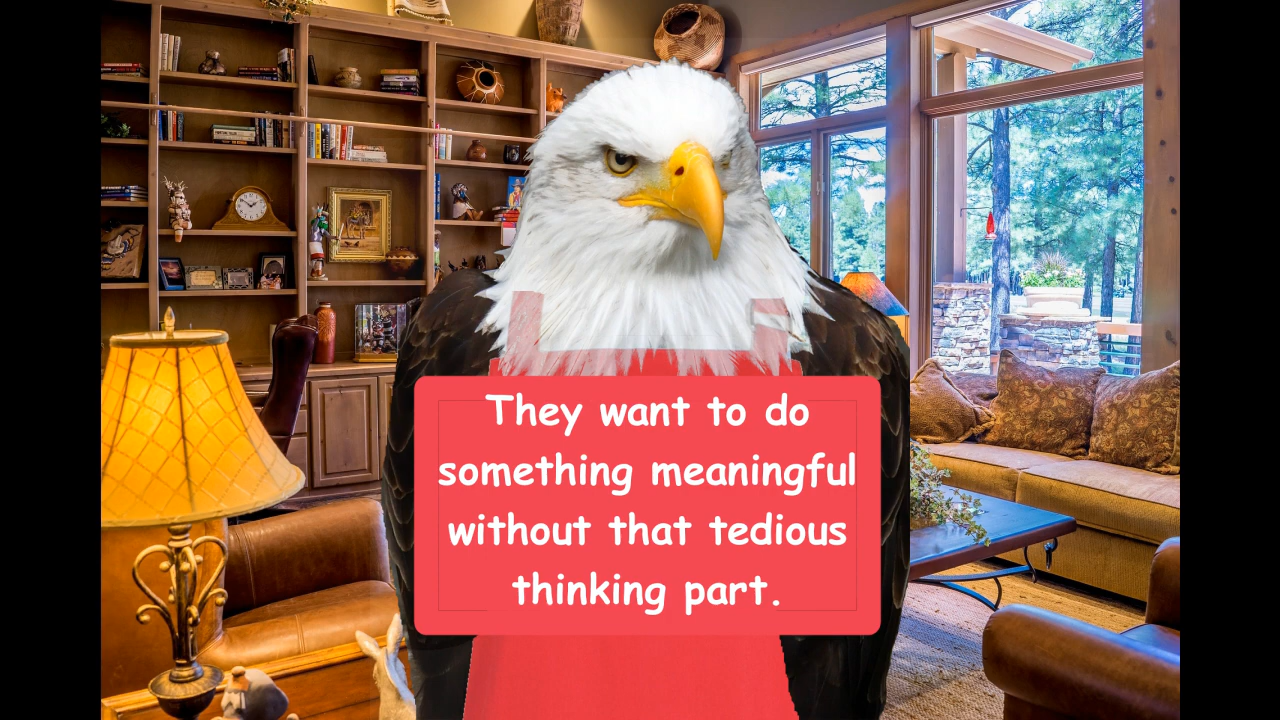 They want to do
something meaningful
without that tedious
thinking part.